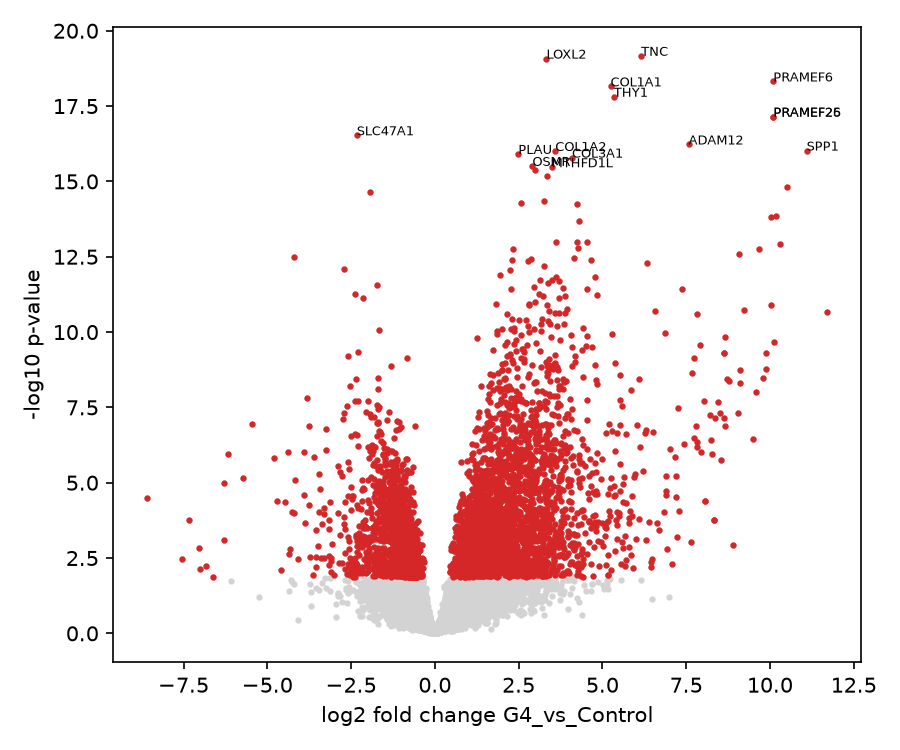 20.0
17.5
15.0
12.5
10.0
7.5
5.0
2.5
0.0
-log10 p-value
LOXL2
TNC
COL1A1
THY1
PRAMEF6
PRAMEF26
SLC47A1
ADAM12
SPP1
PLAU
COL1A2
COL3A1
OSMR
MTHFD1L
−7.5 −5.0 −2.5 0.0 2.5 5.0 7.5 10.0 12.5
log2 fold change G4_vs_Control